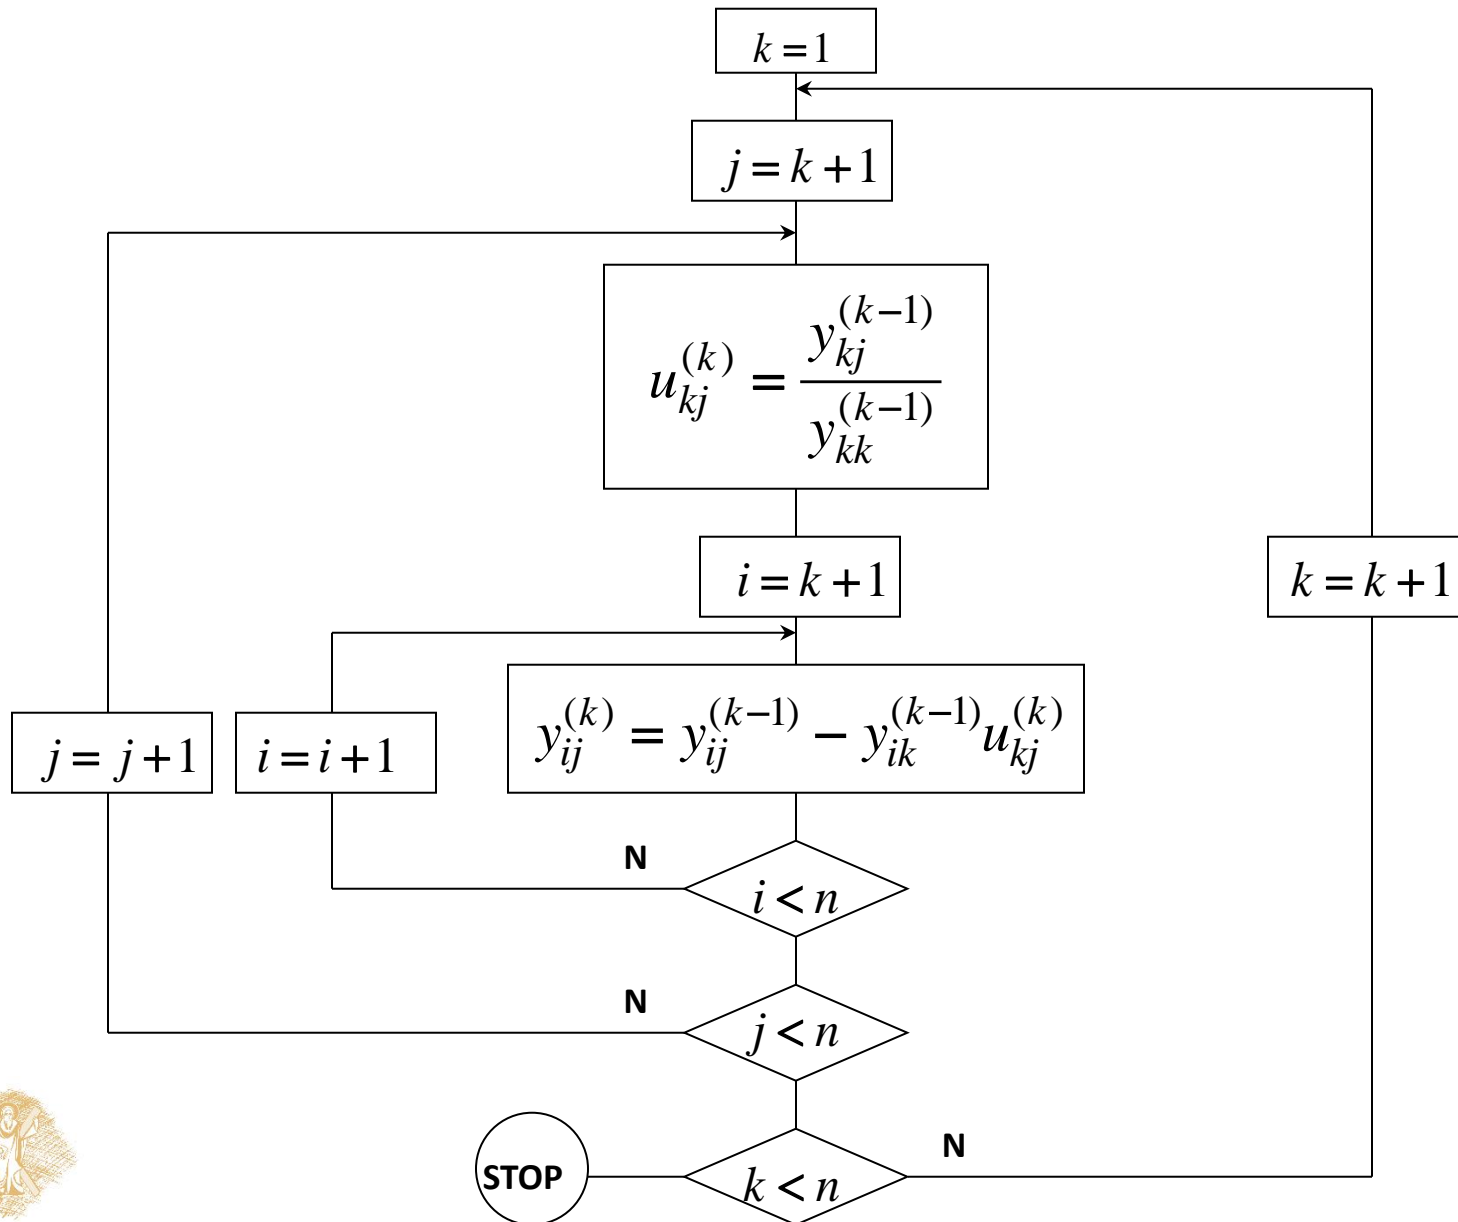 k = 1
j = k + 1
u_{kj}^{(k)} = \frac{y_{kj}^{(k-1)}}{y_{kk}^{(k-1)}}
i = k + 1
k = k + 1
y_{ij}^{(k)} = y_{ij}^{(k-1)} - y_{ik}^{(k-1)} u_{kj}^{(k)}
j = j + 1
i = i + 1
N
i < n
N
j < n
N
STOP
k < n